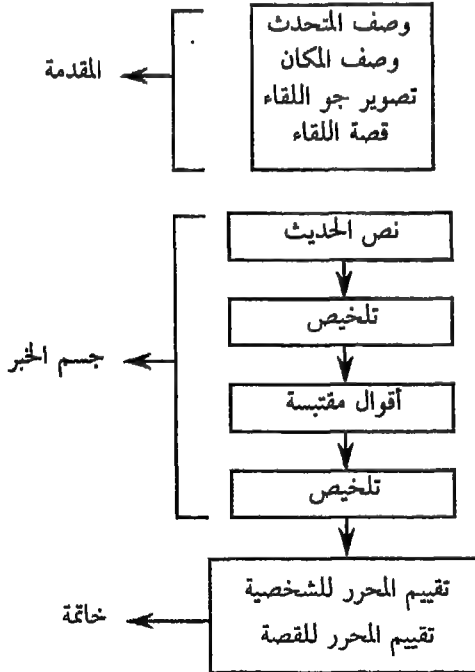 وصف المتحدث
وصف المكان
المقدمة
تصوير جو اللقاء
قصة اللقاء
نص الحديث
تلخيص
جسم الخبر
أقوال مقتبسة
تلخيص
تقييم المحرر للشخصية
خاتمة
تقييم المحرر للقصة